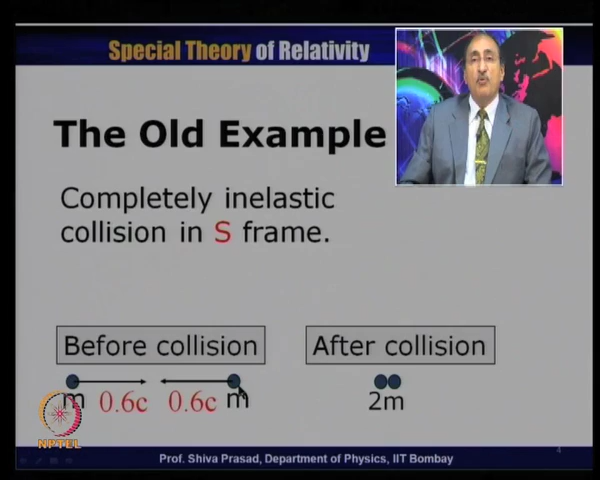 Special Theory of Relativity
The Old Example
Completely inelastic
collision in S frame.
Before collision
After collision
m 0.6c 0.6c m
2m
NPTEL
Prof. Shiva Prasad, Department of Physics, IIT Bombay
4